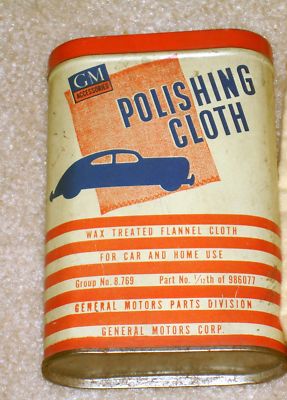 GM
ACCESSORIES
POLISHING
CLOTH
WAX TREATED FLANNEL CLOTH
FOR CAR AND HOME USE
Group No. 8.769 Part No. 1/12th of 986077
GENERAL MOTORS PARTS DIVISION
GENERAL MOTORS CORP.